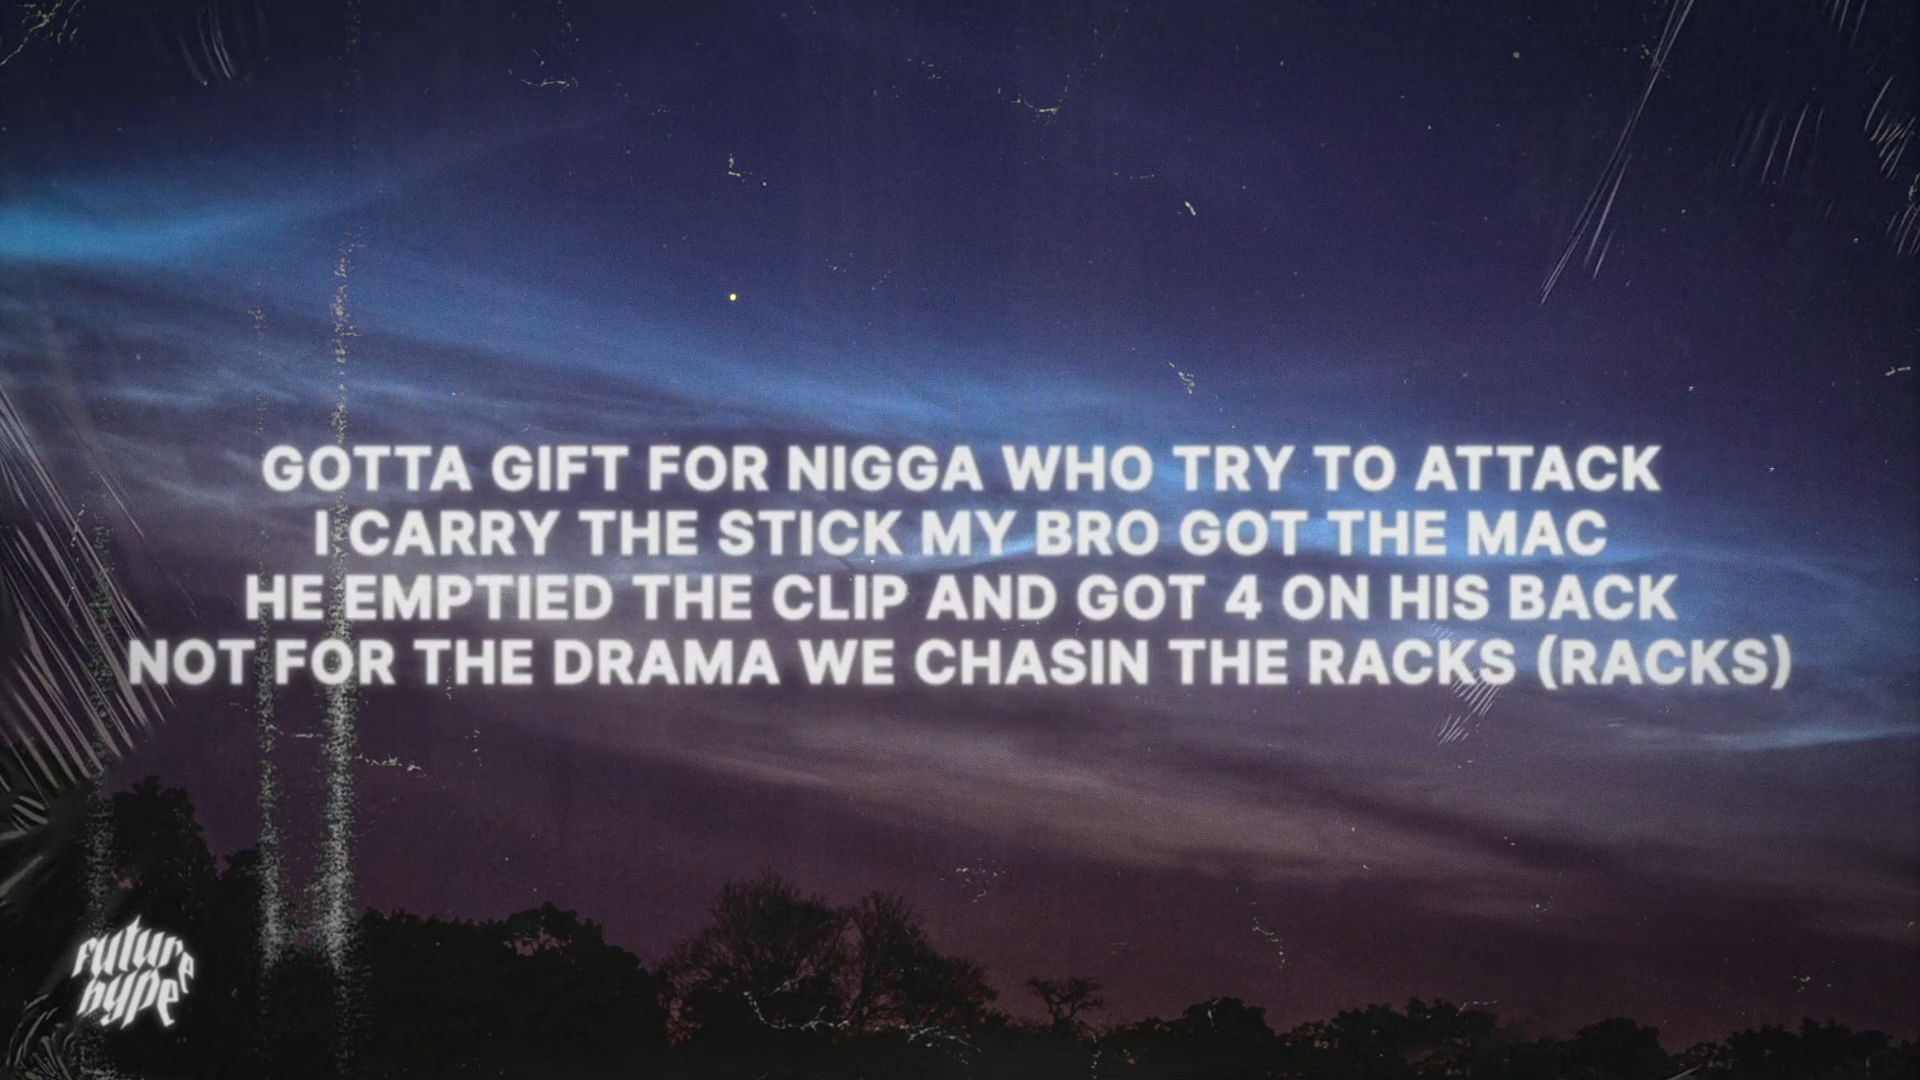 GOTTA GIFT FOR NIGGA WHO TRY TO ATTACK
I CARRY THE STICK MY BRO GOT THE MAC
HE EMPTIED THE CLIP AND GOT 4 ON HIS BACK
NOT FOR THE DRAMA WE CHASIN THE RACKS (RACKS)
future
hype